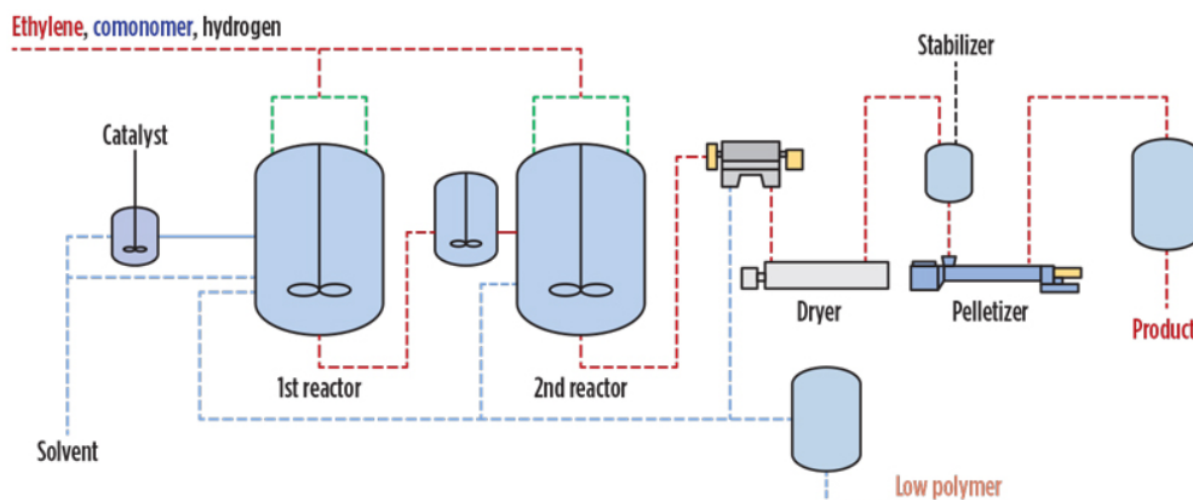 Ethylene, comonomer, hydrogen
Stabilizer
Catalyst
Dryer
Pelletizer
Product
1st reactor
2nd reactor
Solvent
Low polymer